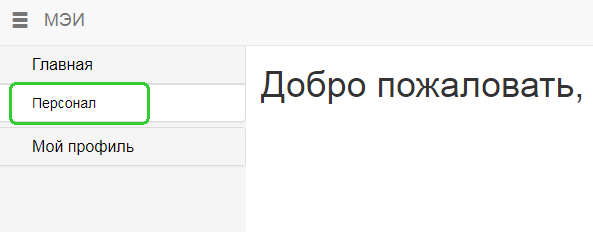 МЭИ
Главная
Добро пожаловать,
Персонал
Мой профиль